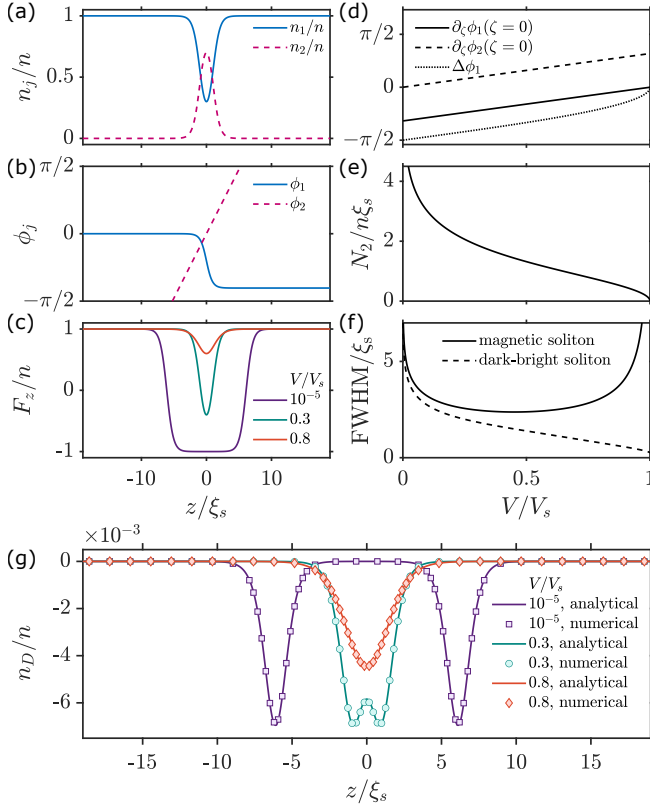 (a)
1
0.5
0
n_j/n
n_1/n
n_2/n
(b)
π/2
0
−π/2
ϕ_j
ϕ_1
ϕ_2
(c)
1
0
-1
F_z/n
V/V_s
10^{-5}
0.3
0.8
-10 0 10
z/ξ_s
(d)
π/2
0
−π/2
∂_ζϕ_1(ζ = 0)
∂_ζϕ_2(ζ = 0)
Δϕ_1
(e)
4
2
0
N_2/nξ_s
(f)
5
0
FWHM/ξ_s
magnetic soliton
dark-bright soliton
0 0.5 1
V/V_s
(g)
×10^{-3}
0
-2
-4
-6
n_D/n
V/V_s
10^{-5}, analytical
10^{-5}, numerical
0.3, analytical
0.3, numerical
0.8, analytical
0.8, numerical
-15 -10 -5 0 5 10 15
z/ξ_s